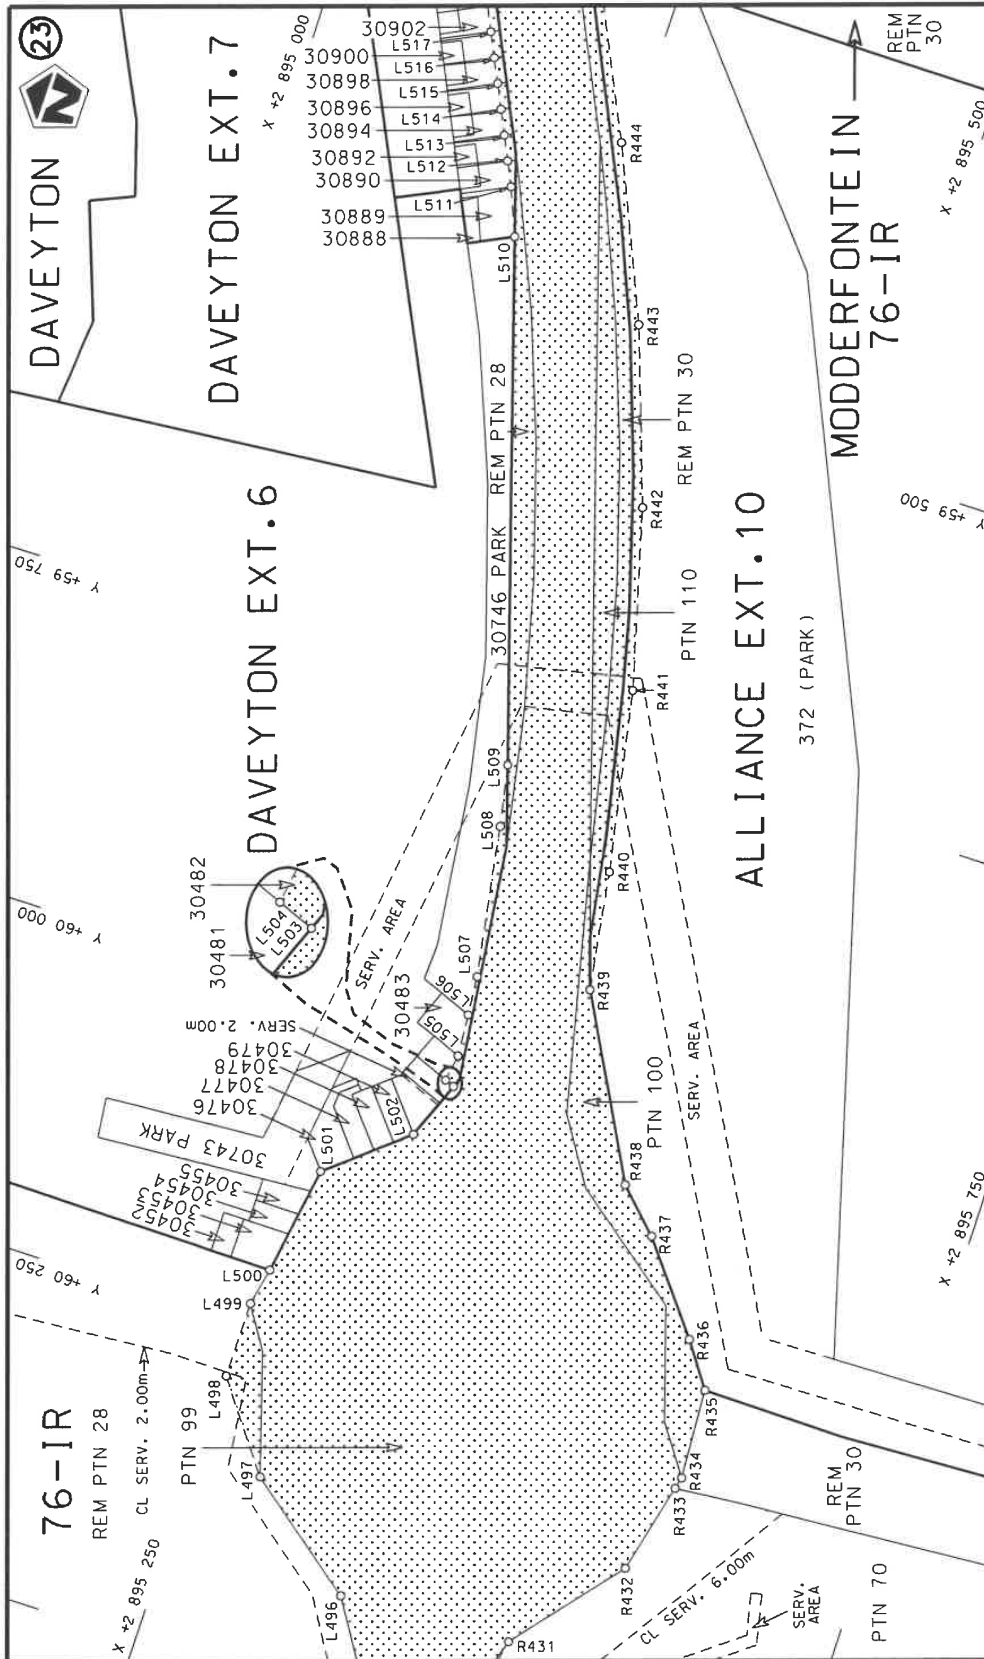 23
N
DAVEYTON
DAVEYTON EXT.7
X +2 895 000
30902
L517
30900
L516
30898
L515
30896
L514
30894
L513
30892
L512
30890
L511
30889
30888
L510
REM
PTN
30
MODDERFONTEIN
76-IR
X +2 895 500
R444
R443
REM PTN 28
REM PTN 30
30746 PARK
R442
Y +59 500
Y +59 750
DAVEYTON EXT.6
PTN 110
R441
ALLIANCE EXT.10
372 (PARK)
L509
L508
R440
30482
30481
L504
L503
Y +60 000
SERV. AREA
L507
L506
L505
30483
R439
SERV. 2.00m
30479
30478
30477
30476
L502
L501
30743 PARK
PTN 100
SERV. AREA
R438
R437
30455
30454
30453
30452
L500
L499
Y +60 250
X +2 895 750
R436
R435
L498
76-IR
REM PTN 28
CL SERV. 2.00m
PTN 99
L497
R434
R433
REM
PTN 30
X +2 895 250
L496
R432
R431
CL SERV. 6.00m
SERV.
AREA
PTN 70